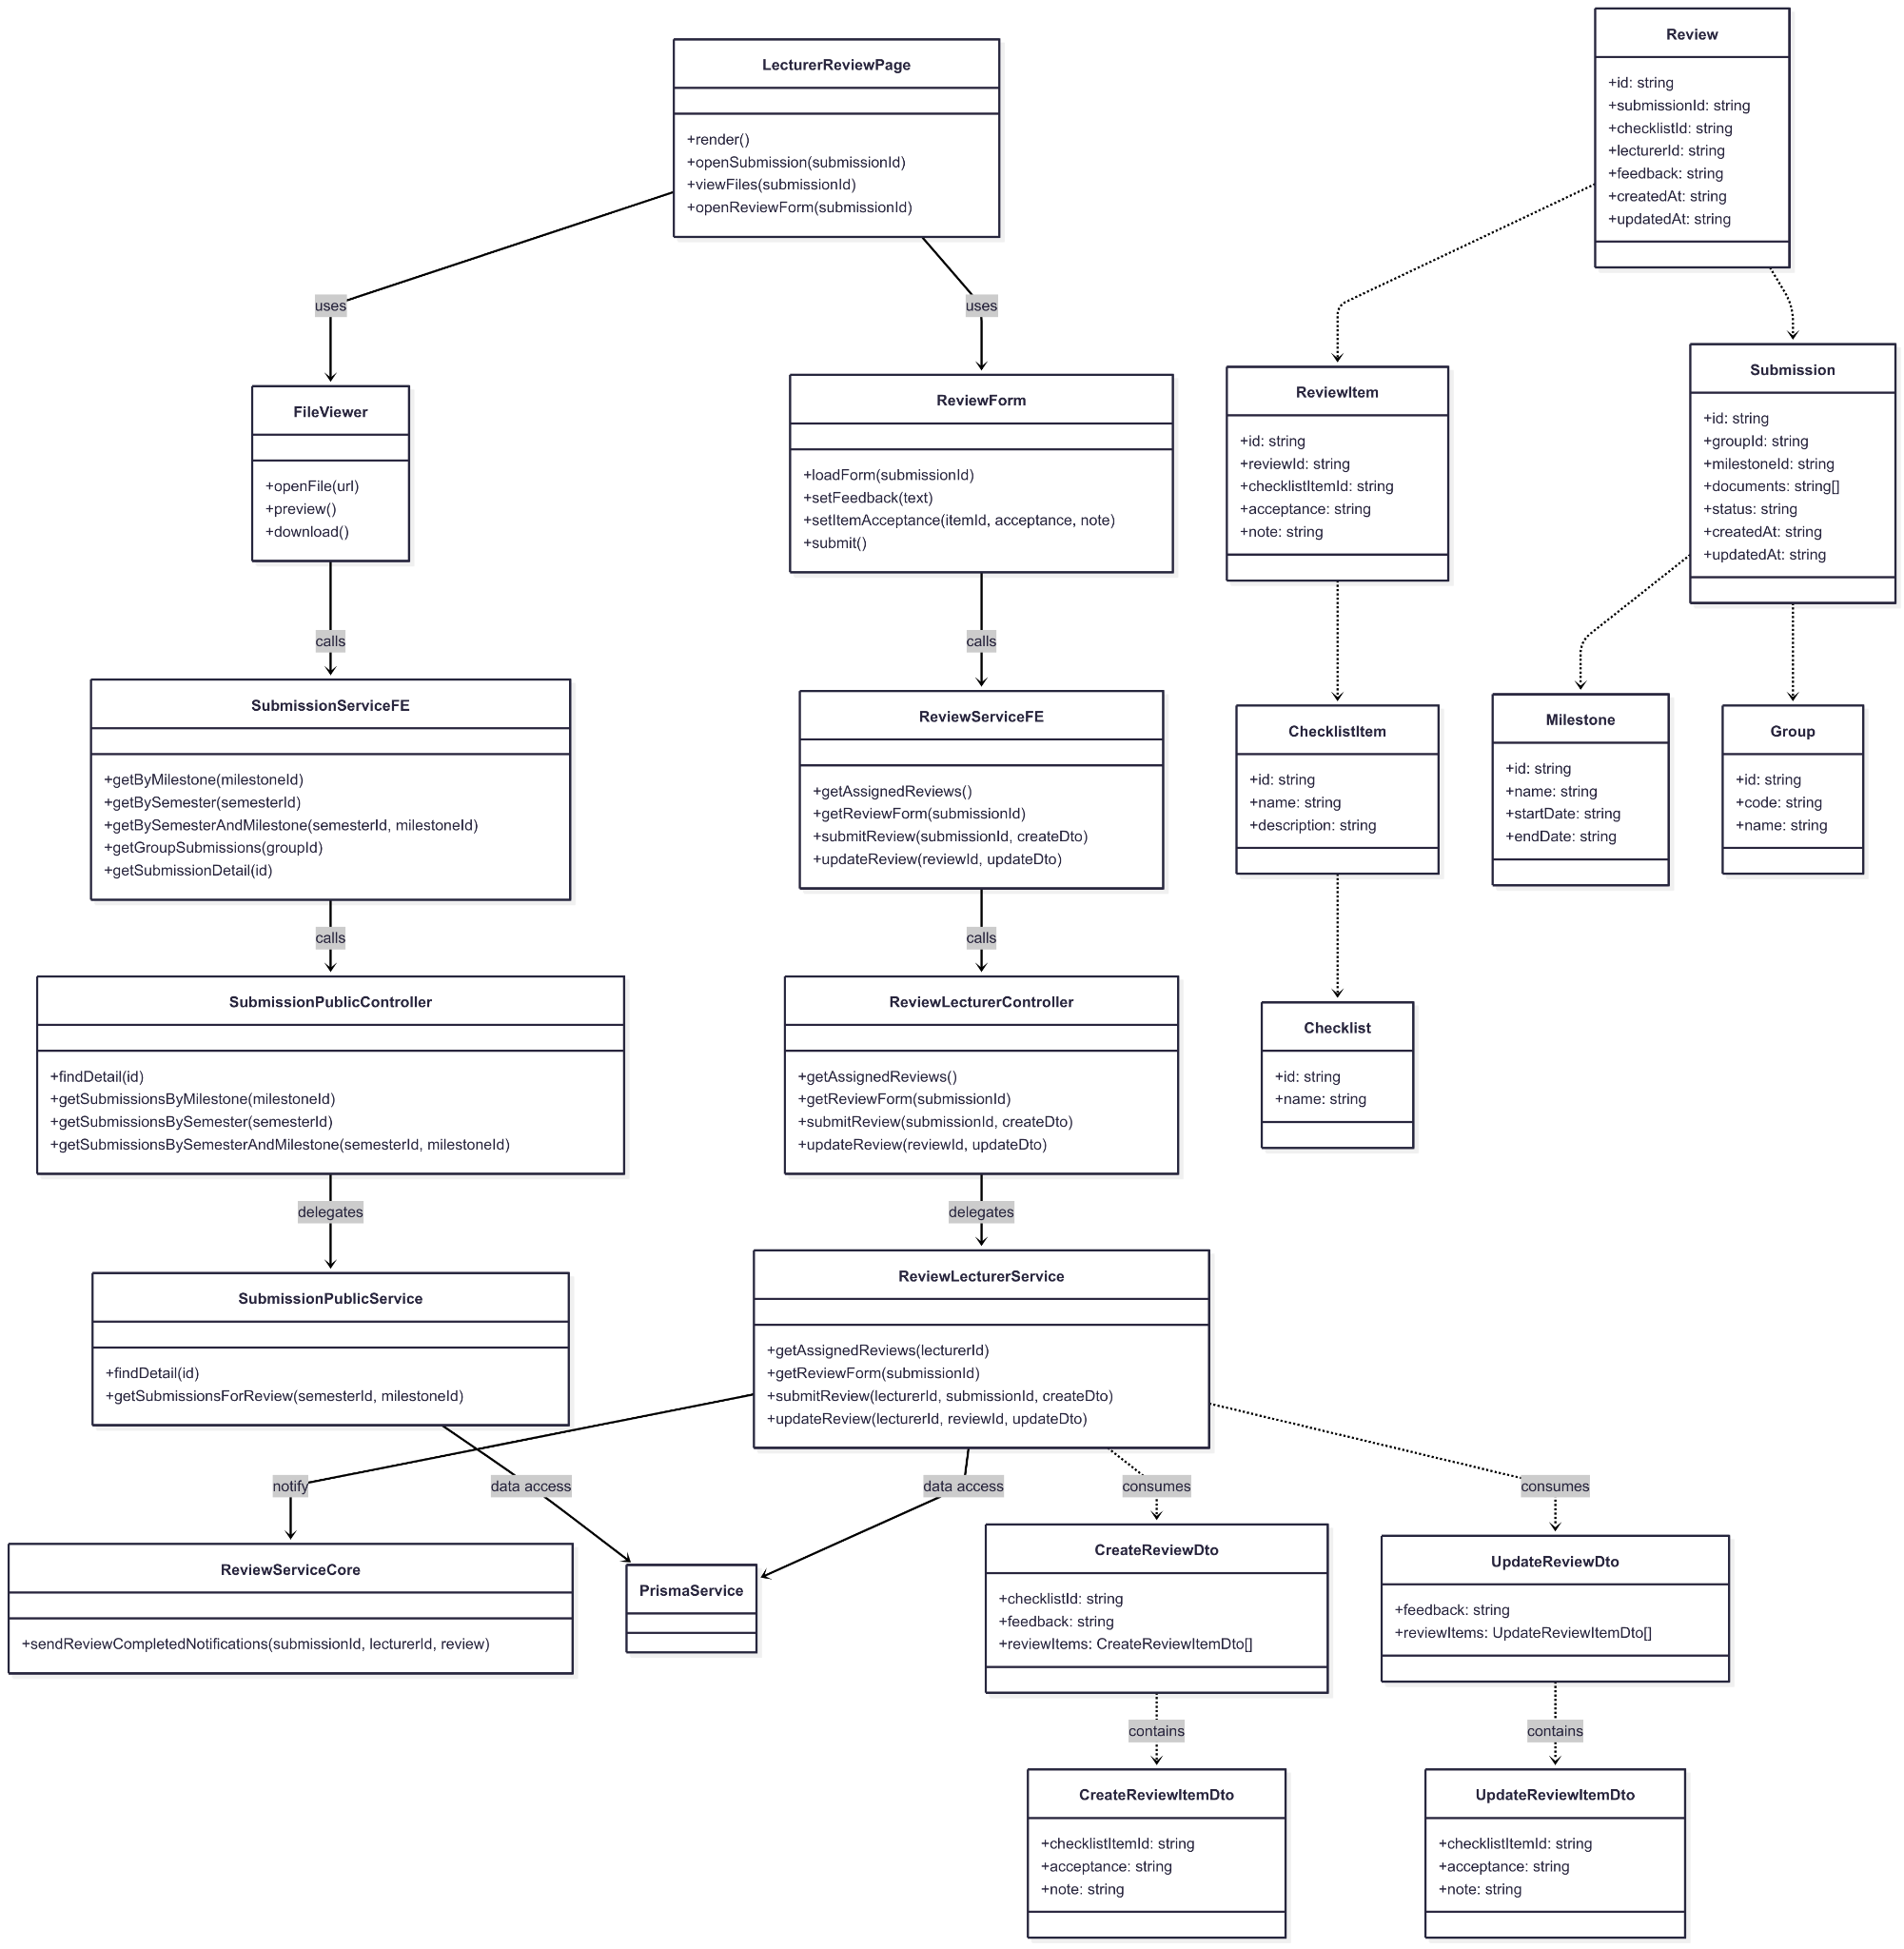 LecturerReviewPage
+render()
+openSubmission(submissionId)
+viewFiles(submissionId)
+openReviewForm(submissionId)
Review
+id: string
+submissionId: string
+checklistId: string
+lecturerId: string
+feedback: string
+createdAt: string
+updatedAt: string
uses
uses
FileViewer
+openFile(url)
+preview()
+download()
ReviewForm
+loadForm(submissionId)
+setFeedback(text)
+setItemAcceptance(itemId, acceptance, note)
+submit()
ReviewItem
+id: string
+reviewId: string
+checklistItemId: string
+acceptance: string
+note: string
Submission
+id: string
+groupId: string
+milestoneId: string
+documents: string[]
+status: string
+createdAt: string
+updatedAt: string
calls
calls
SubmissionServiceFE
+getByMilestone(milestoneId)
+getBySemester(semesterId)
+getBySemesterAndMilestone(semesterId, milestoneId)
+getGroupSubmissions(groupId)
+getSubmissionDetail(id)
ReviewServiceFE
+getAssignedReviews()
+getReviewForm(submissionId)
+submitReview(submissionId, createDto)
+updateReview(reviewId, updateDto)
ChecklistItem
+id: string
+name: string
+description: string
Milestone
+id: string
+name: string
+startDate: string
+endDate: string
Group
+id: string
+code: string
+name: string
calls
calls
SubmissionPublicController
+findDetail(id)
+getSubmissionsByMilestone(milestoneId)
+getSubmissionsBySemester(semesterId)
+getSubmissionsBySemesterAndMilestone(semesterId, milestoneId)
ReviewLecturerController
+getAssignedReviews()
+getReviewForm(submissionId)
+submitReview(submissionId, createDto)
+updateReview(reviewId, updateDto)
Checklist
+id: string
+name: string
delegates
delegates
SubmissionPublicService
+findDetail(id)
+getSubmissionsForReview(semesterId, milestoneId)
ReviewLecturerService
+getAssignedReviews(lecturerId)
+getReviewForm(submissionId)
+submitReview(lecturerId, submissionId, createDto)
+updateReview(lecturerId, reviewId, updateDto)
notify
data access
data access
consumes
consumes
ReviewServiceCore
+sendReviewCompletedNotifications(submissionId, lecturerId, review)
PrismaService
CreateReviewDto
+checklistId: string
+feedback: string
+reviewItems: CreateReviewItemDto[]
UpdateReviewDto
+feedback: string
+reviewItems: UpdateReviewItemDto[]
contains
contains
CreateReviewItemDto
+checklistItemId: string
+acceptance: string
+note: string
UpdateReviewItemDto
+checklistItemId: string
+acceptance: string
+note: string